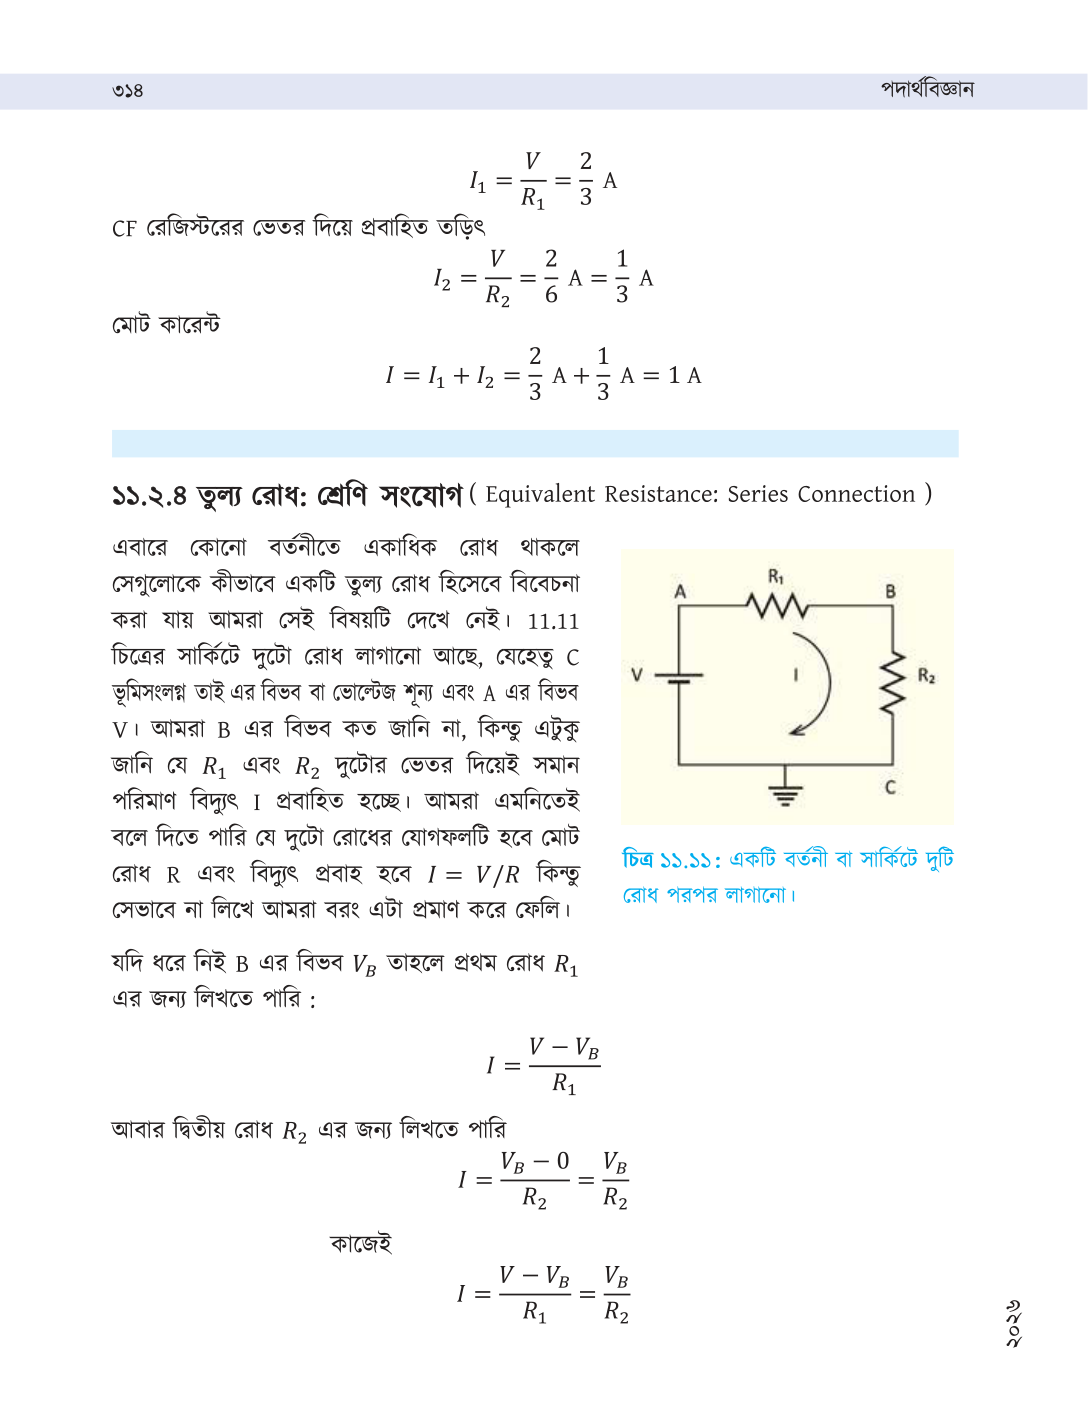 ৩১৪ পদার্থবিজ্ঞান
I₁ = V/R₁ = 2/3 A
CF রেজিস্টরের ভেতর দিয়ে প্রবাহিত তড়িৎ
I₂ = V/R₂ = 2/6 A = 1/3 A
মোট কারেন্ট
I = I₁ + I₂ = 2/3 A + 1/3 A = 1 A
১১.২.৪ তুল্য রোধ: শ্রেণি সংযোগ ( Equivalent Resistance: Series Connection )
এবারে কোনো বর্তনীতে একাধিক রোধ থাকলে
সেগুলোকে কীভাবে একটি তুল্য রোধ হিসেবে বিবেচনা
করা যায় আমরা সেই বিষয়টি দেখে নেই। 11.11
চিত্রের সার্কিটে দুটো রোধ লাগানো আছে, যেহেতু C
ভূমিসংলগ্ন তাই এর বিভব বা ভোল্টেজ শূন্য এবং A এর বিভব
V। আমরা B এর বিভব কত জানি না, কিন্তু এটুকু
জানি যে R₁ এবং R₂ দুটোর ভেতর দিয়েই সমান
পরিমাণ বিদ্যুৎ I প্রবাহিত হচ্ছে। আমরা এমনিতেই
বলে দিতে পারি যে দুটো রোধের যোগফলটি হবে মোট
রোধ R এবং বিদ্যুৎ প্রবাহ হবে I = V/R কিন্তু
সেভাবে না লিখে আমরা বরং এটা প্রমাণ করে ফেলি।
A R₁ B
V I R₂
C
চিত্র ১১.১১: একটি বর্তনী বা সার্কিটে দুটি
রোধ পরপর লাগানো।
যদি ধরে নিই B এর বিভব V_B তাহলে প্রথম রোধ R₁
এর জন্য লিখতে পারি :
I = (V − V_B)/R₁
আবার দ্বিতীয় রোধ R₂ এর জন্য লিখতে পারি
I = (V_B − 0)/R₂ = V_B/R₂
কাজেই
I = (V − V_B)/R₁ = V_B/R₂
২০২৬